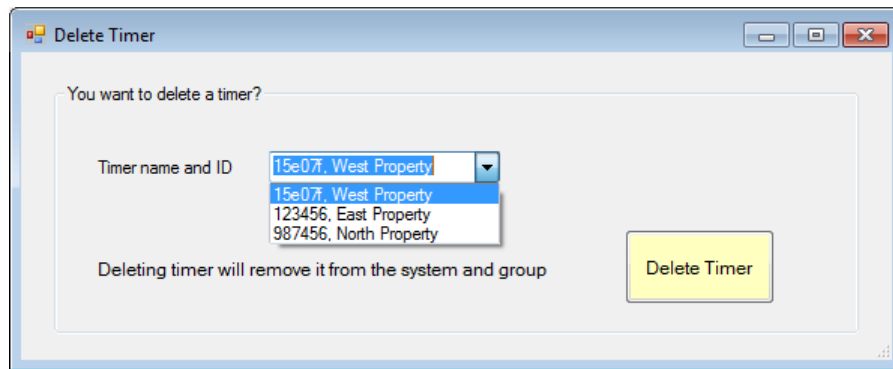 Delete Timer
You want to delete a timer?
Timer name and ID
15e07f, West Property
15e07f, West Property
123456, East Property
987456, North Property
Deleting timer will remove it from the system and group
Delete Timer